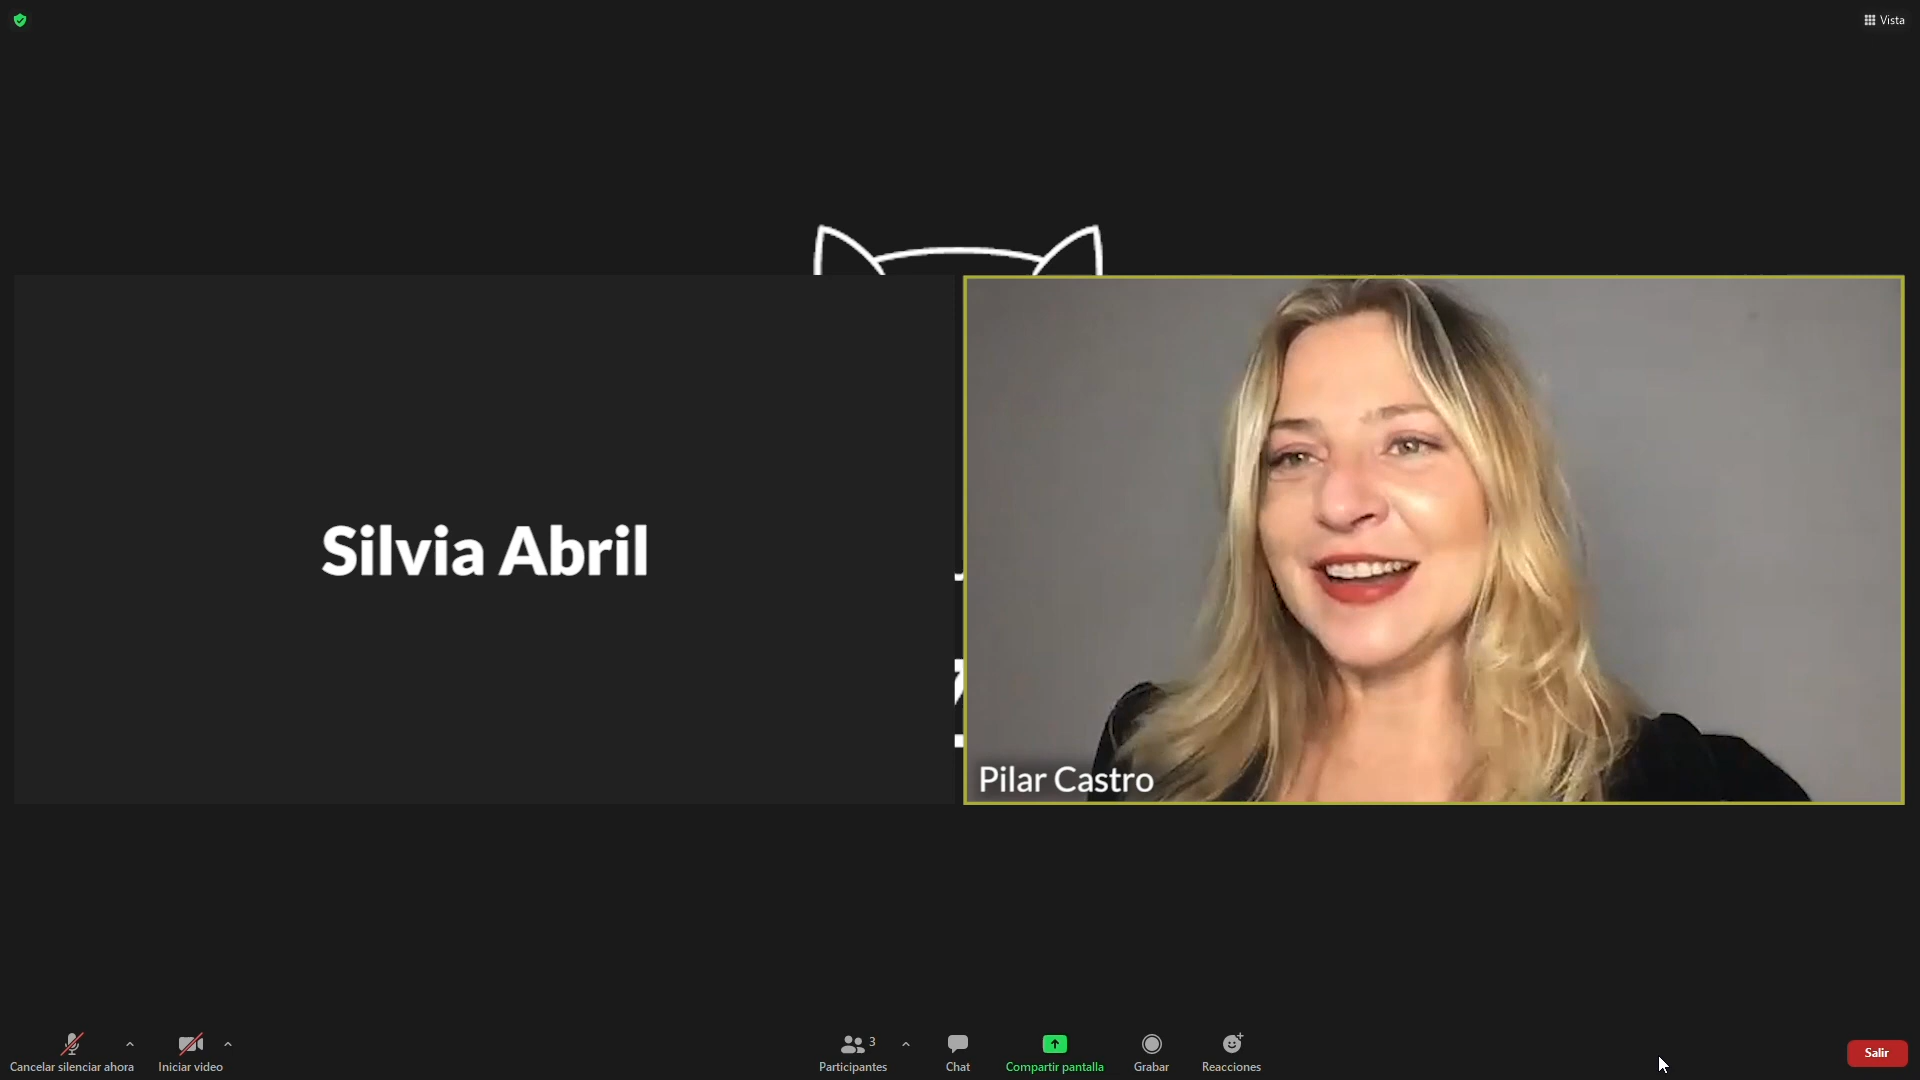 Vista
Silvia Abril
Pilar Castro
Cancelar silenciar ahora
Iniciar video
Participantes
3
Chat
Compartir pantalla
Grabar
Reacciones
Salir